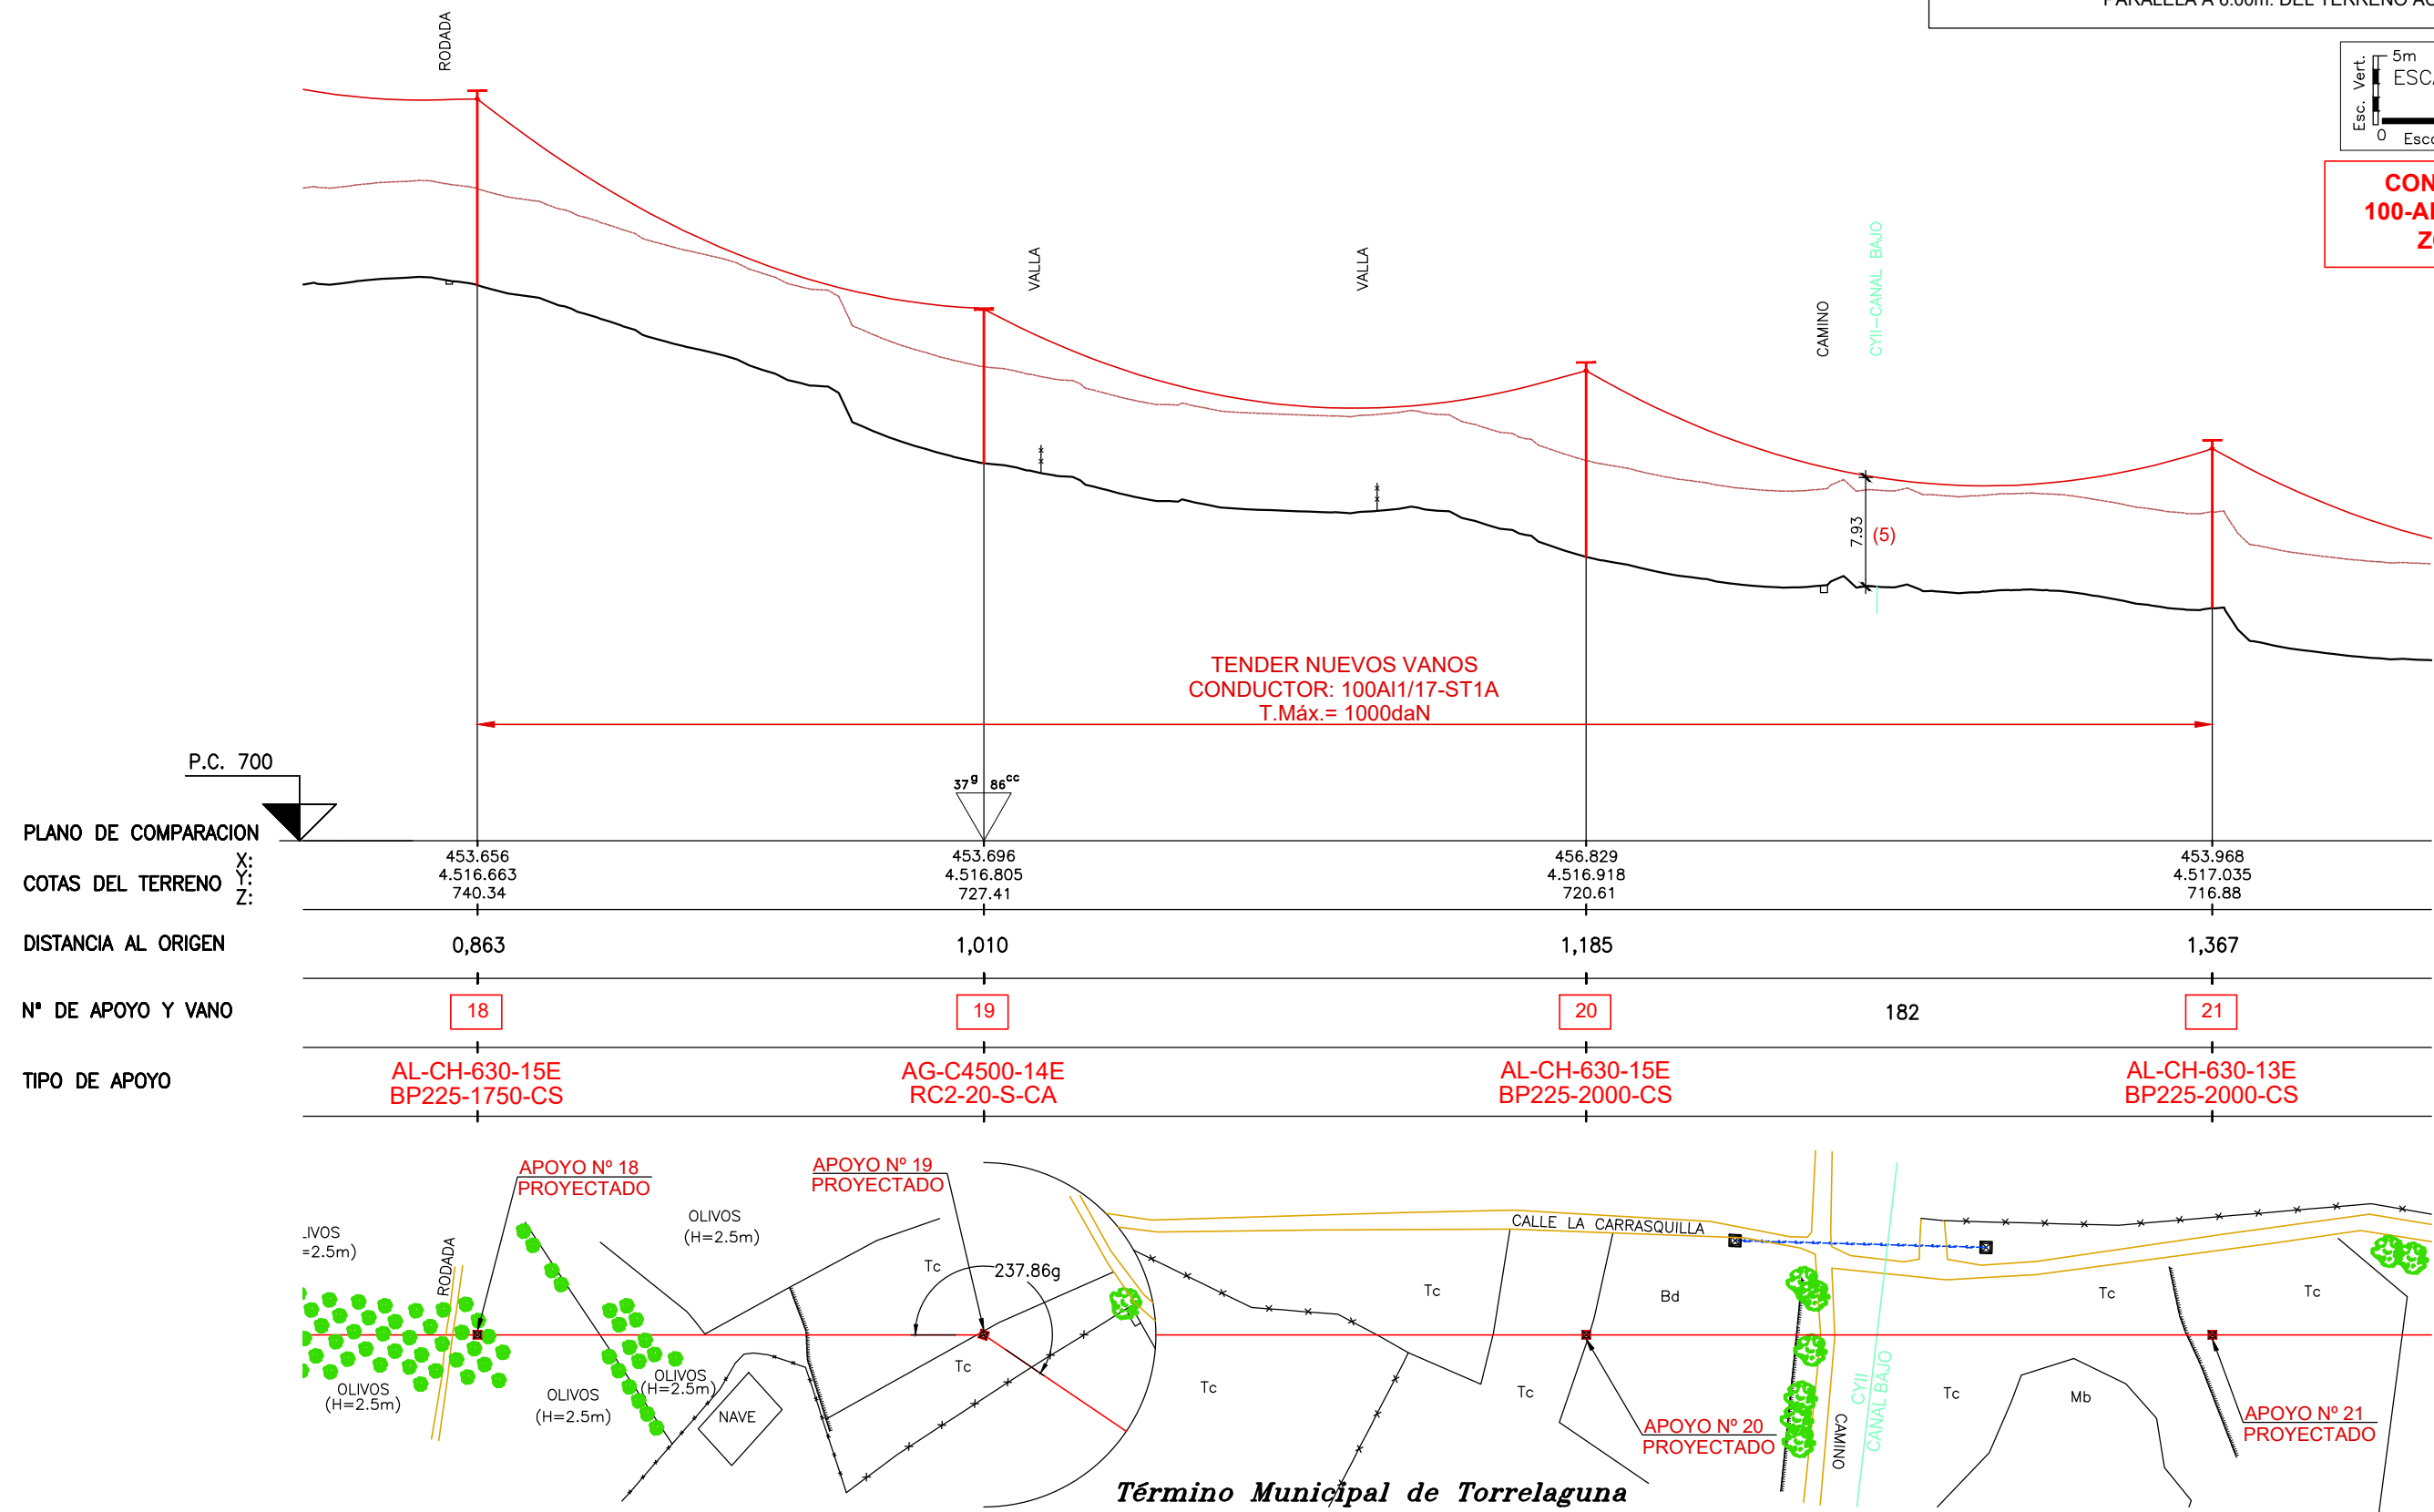 PARALELA A 6.00m. DEL TERRENO
RODADA
5m
Esc. Vert.
0
100-
VALLA
VALLA
CAMINO
CYII-CANAL BAJO
7.93
(5)
TENDER NUEVOS VANOS
CONDUCTOR: 100Al1/17-ST1A
T.Máx.= 1000daN
P.C. 700
37g 86cc
PLANO DE COMPARACION
COTAS DEL TERRENO
X:
Y:
Z:
453.656
4.516.663
740.34
453.696
4.516.805
727.41
456.829
4.516.918
720.61
453.968
4.517.035
716.88
DISTANCIA AL ORIGEN
0,863
1,010
1,185
1,367
Nº DE APOYO Y VANO
18
19
20
182
21
TIPO DE APOYO
AL-CH-630-15E
BP225-1750-CS
AG-C4500-14E
RC2-20-S-CA
AL-CH-630-15E
BP225-2000-CS
AL-CH-630-13E
BP225-2000-CS
APOYO Nº 18
PROYECTADO
APOYO Nº 19
PROYECTADO
OLIVOS
(H=2.5m)
LIVOS
=2.5m)
RODADA
CALLE LA CARRASQUILLA
Tc
237.86g
Tc
Bd
Tc
Tc
OLIVOS
(H=2.5m)
OLIVOS
(H=2.5m)
OLIVOS
(H=2.5m)
NAVE
Tc
Tc
Tc
CYII
CANAL BAJO
CAMINO
Tc
Mb
APOYO Nº 20
PROYECTADO
APOYO Nº 21
PROYECTADO
Término Municipal de Torrelaguna